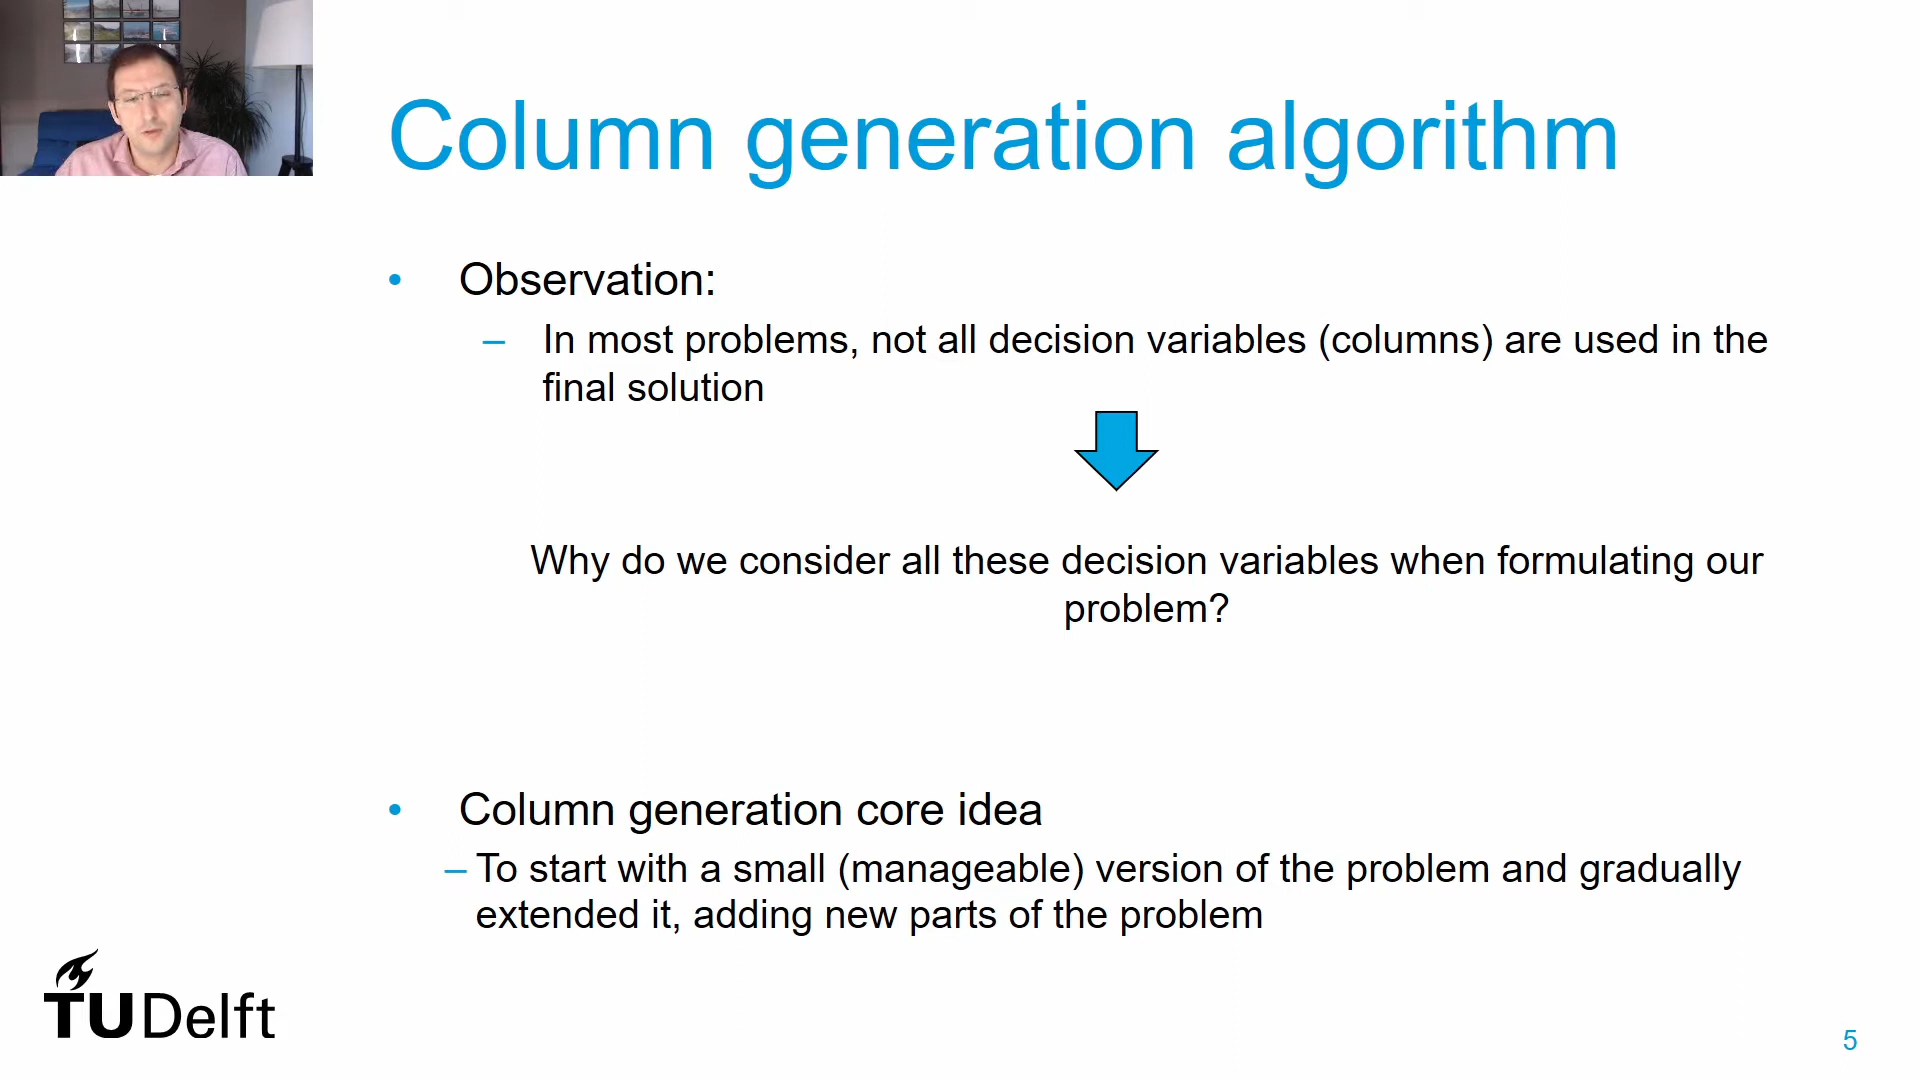 Column generation algorithm
• Observation:
– In most problems, not all decision variables (columns) are used in the
final solution
Why do we consider all these decision variables when formulating our
problem?
• Column generation core idea
– To start with a small (manageable) version of the problem and gradually
extended it, adding new parts of the problem
TUDelft
5